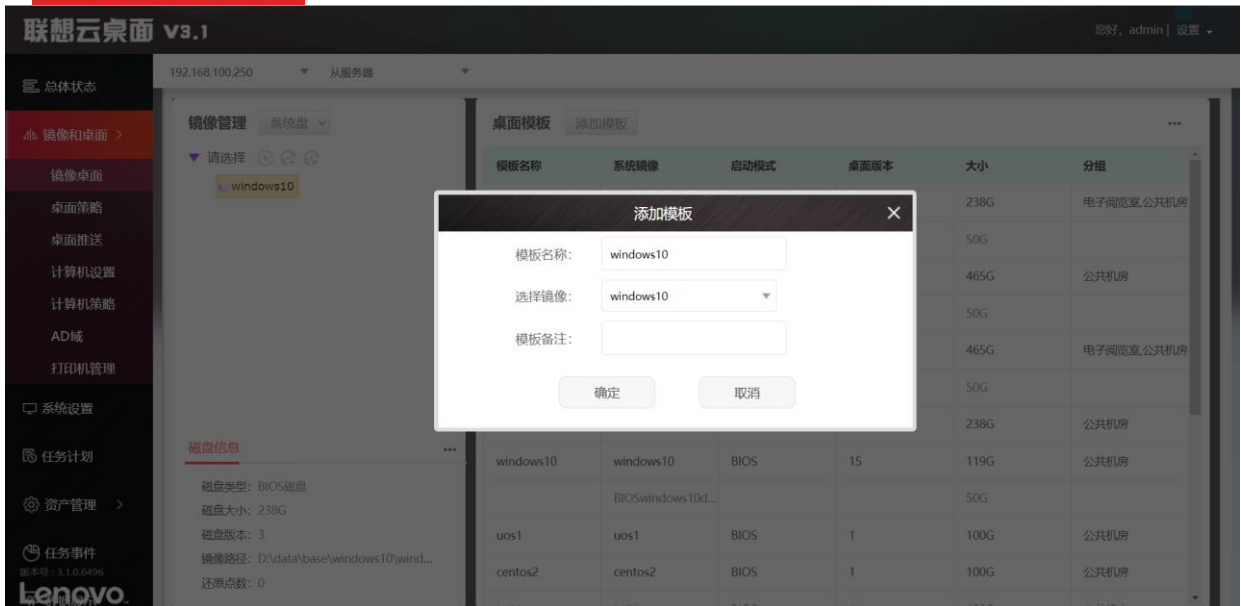 联想云桌面 V3.1
您好, admin | 设置
192.168.100.250 从服务器
总体状态
镜像和桌面
镜像桌面
桌面策略
桌面推送
计算机设置
计算机策略
AD域
打印机管理
系统设置
任务计划
资产管理
任务事件
版本号：3.1.0.6496
Lenovo
镜像管理 系统盘
请选择
windows10
磁盘信息
磁盘类型: BIOS磁盘
磁盘大小: 238G
磁盘版本: 3
镜像路径: D:\data\base\windows10\wind...
还原点数: 0
桌面模板 添加模板
模板名称 系统镜像 启动模式 桌面版本 大小 分组
238G 电子阅览室,公共机房
50G
465G 公共机房
50G
465G 电子阅览室,公共机房
50G
238G 公共机房
windows10 windows10 BIOS 15 119G 公共机房
BIOSwindows10d... 50G
uos1 uos1 BIOS 1 100G 公共机房
centos2 centos2 BIOS 1 100G 公共机房
添加模板
模板名称: windows10
选择镜像: windows10
模板备注:
确定 取消